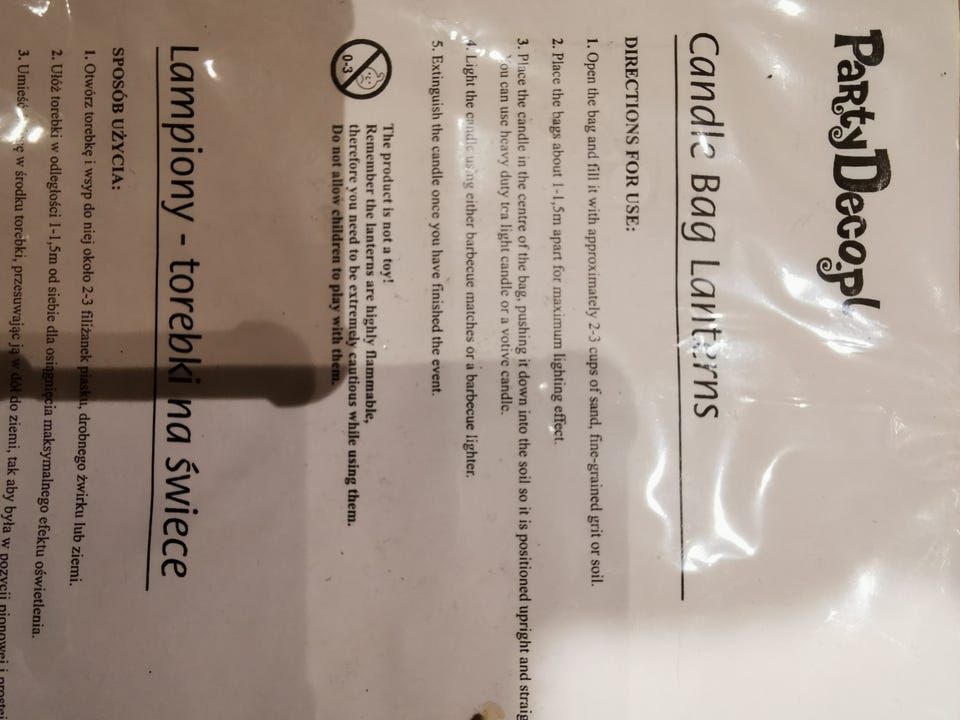 PartyDeco.pl
Candle Bag Lanterns
DIRECTIONS FOR USE:
1. Open the bag and fill it with approximately 2-3 cups of sand, fine-grained grit or soil.
2. Place the bags about 1-1,5m apart for maximum lighting effect.
3. Place the candle in the centre of the bag, pushing it down into the soil so it is positioned upright and
You can use heavy duty tea light candle or a votive candle.
4. Light the candle using either barbecue matches or a barbecue lighter.
5. Extinguish the candle once you have finished the event.
0-3
The product is not a toy!
Remember the lanterns are highly flammable,
therefore you need to be extremely cautious while using them.
Do not allow children to play with them.
Lampiony - torebki na świece
SPOSÓB UŻYCIA:
1. Otwórz torebkę i wsyp do niej około 2-3 filiżanek piasku, drobnego żwirku lub ziemi.
2. Ułóż torebki w odległości 1-1,5m od siebie dla osiągnięcia maksymalnego efektu oświetlenia.
3. w środku torebki, przesuwając ją w dół do ziemi, tak aby była w pozycji pionowej i